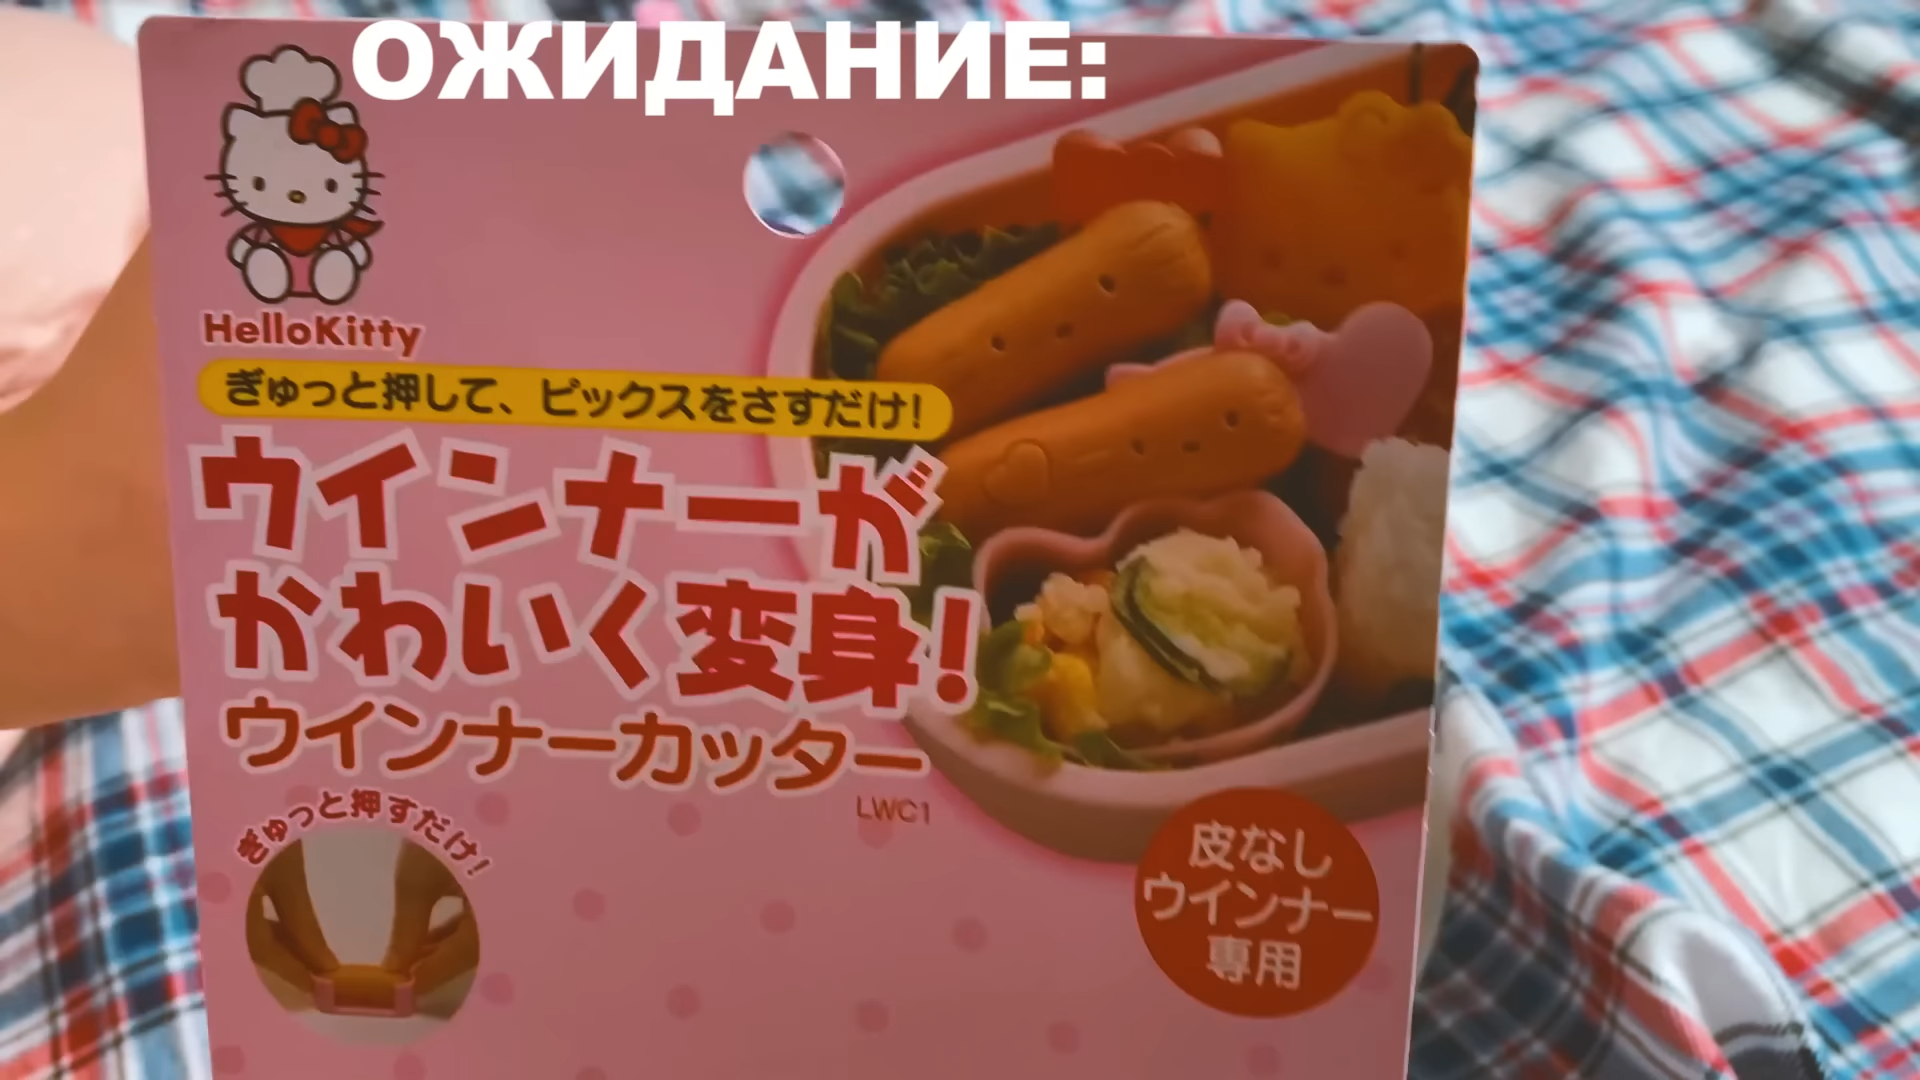 ОЖИДАНИЕ:
HelloKitty
ぎゅっと押して、ピックスをさすだけ!
ウインナーが
かわいく変身!
ウインナーカッター
LWC1
ぎゅっと押すだけ!
皮なし
ウインナー
専用